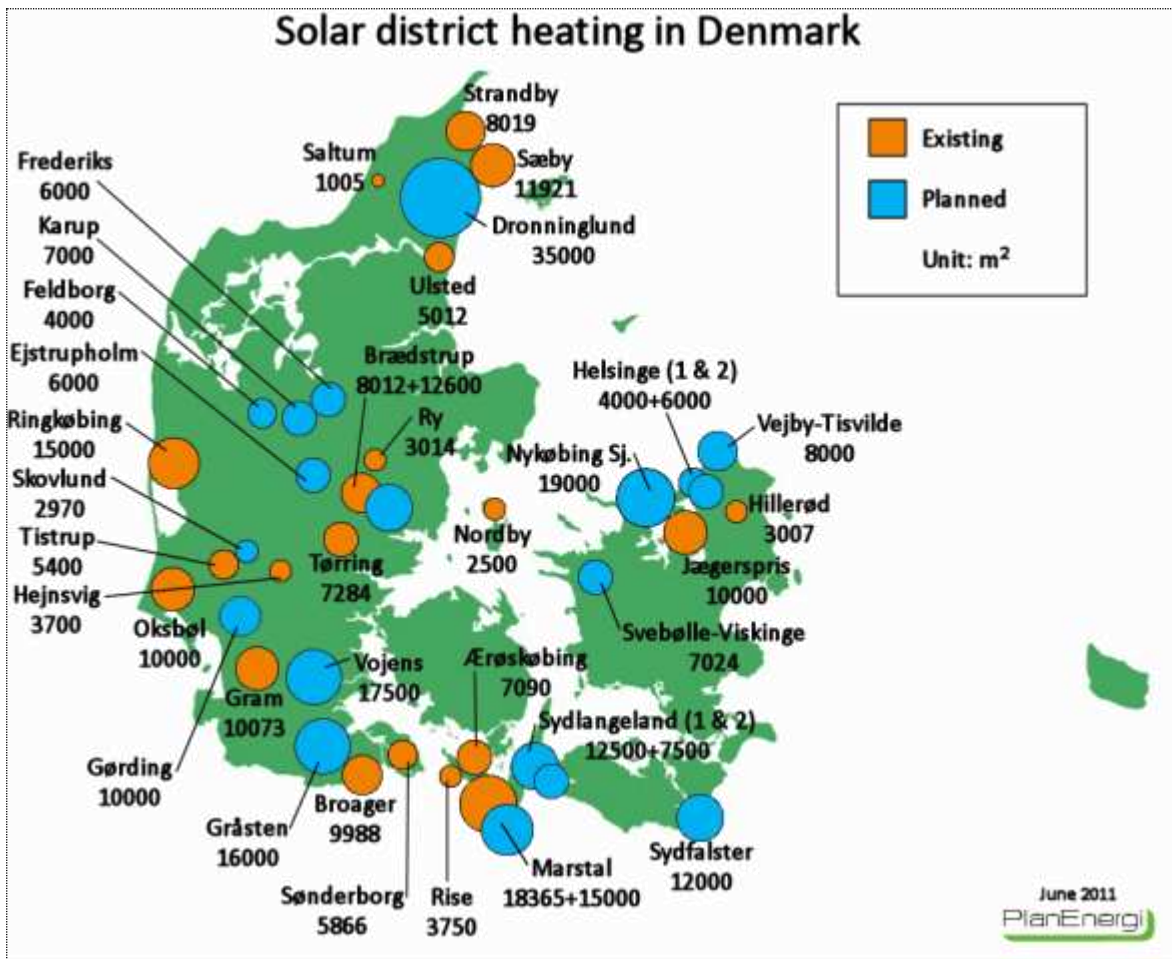 Solar district heating in Denmark
Strandby
8019
Existing
Planned
Unit: m²
Saltum
1005
Sæby
11921
Frederiks
6000
Dronninglund
35000
Karup
7000
Ulsted
5012
Feldborg
4000
Ejstrupholm
6000
Brædstrup
8012+12600
Helsinge (1 & 2)
4000+6000
Ringkøbing
15000
Ry
3014
Vejby-Tisvilde
8000
Nykøbing Sj.
19000
Skovlund
2970
Hillerød
3007
Tistrup
5400
Nordby
2500
Tørring
7284
Jægerspris
10000
Hejnsvig
3700
Oksbøl
10000
Svebølle-Viskinge
7024
Vojens
17500
Ærøskøbing
7090
Gram
10073
Sydlangeland (1 & 2)
12500+7500
Gørding
10000
Broager
9988
Gråsten
16000
Sydfalster
12000
Marstal
18365+15000
Sønderborg
5866
Rise
3750
June 2011
PlanEnergi